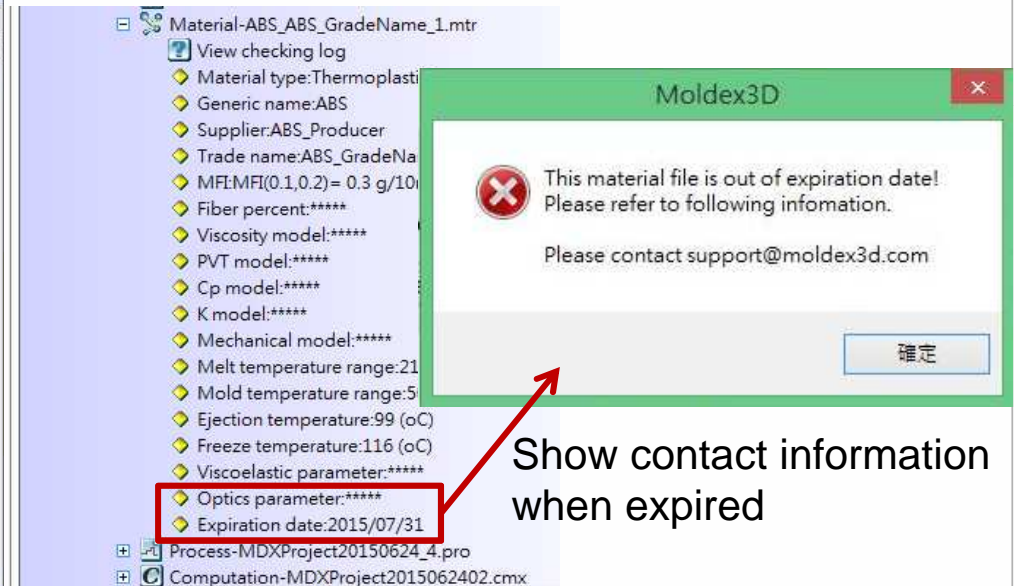 Material-ABS_ABS_GradeName_1.mtr
View checking log
Material type:Thermoplasti
Generic name:ABS
Supplier:ABS_Producer
Trade name:ABS_GradeNa
MFI:MFI(0.1,0.2)= 0.3 g/10
Fiber percent:*****
Viscosity model:*****
PVT model:*****
Cp model:*****
K model:*****
Mechanical model:*****
Melt temperature range:21
Mold temperature range:5
Ejection temperature:99 (oC)
Freeze temperature:116 (oC)
Viscoelastic parameter:*****
Optics parameter:*****
Expiration date:2015/07/31
Process-MDXProject20150624_4.pro
Computation-MDXProject2015062402.cmx
Moldex3D
This material file is out of expiration date!
Please refer to following infomation.
Please contact support@moldex3d.com
確定
Show contact information
when expired